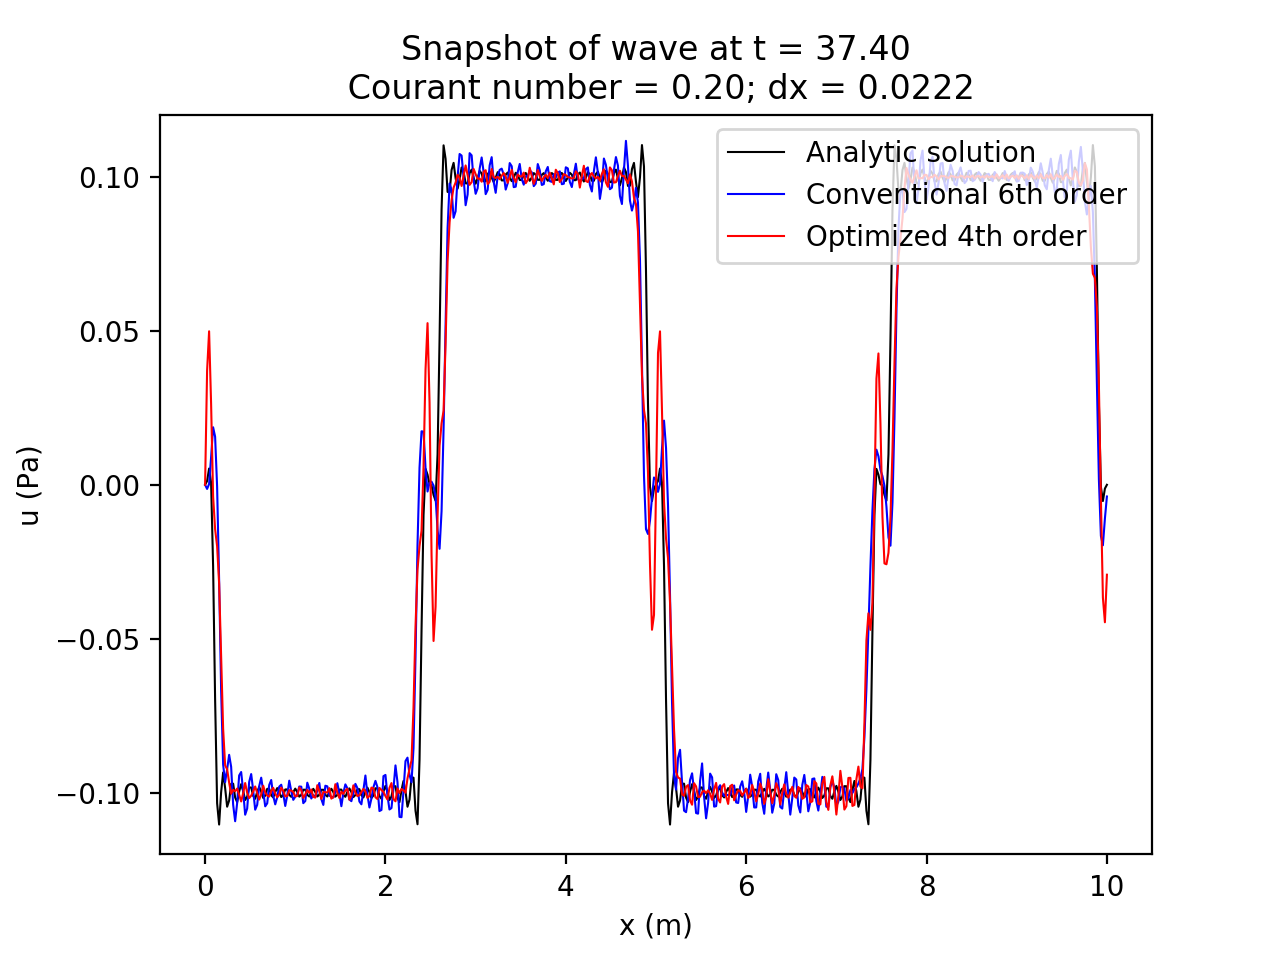 Snapshot of wave at t = 37.40
Courant number = 0.20; dx = 0.0222
Analytic solution
Conventional 6th order
Optimized 4th order
0.10
0.05
0.00
−0.05
−0.10
u (Pa)
0 2 4 6 8 10
x (m)